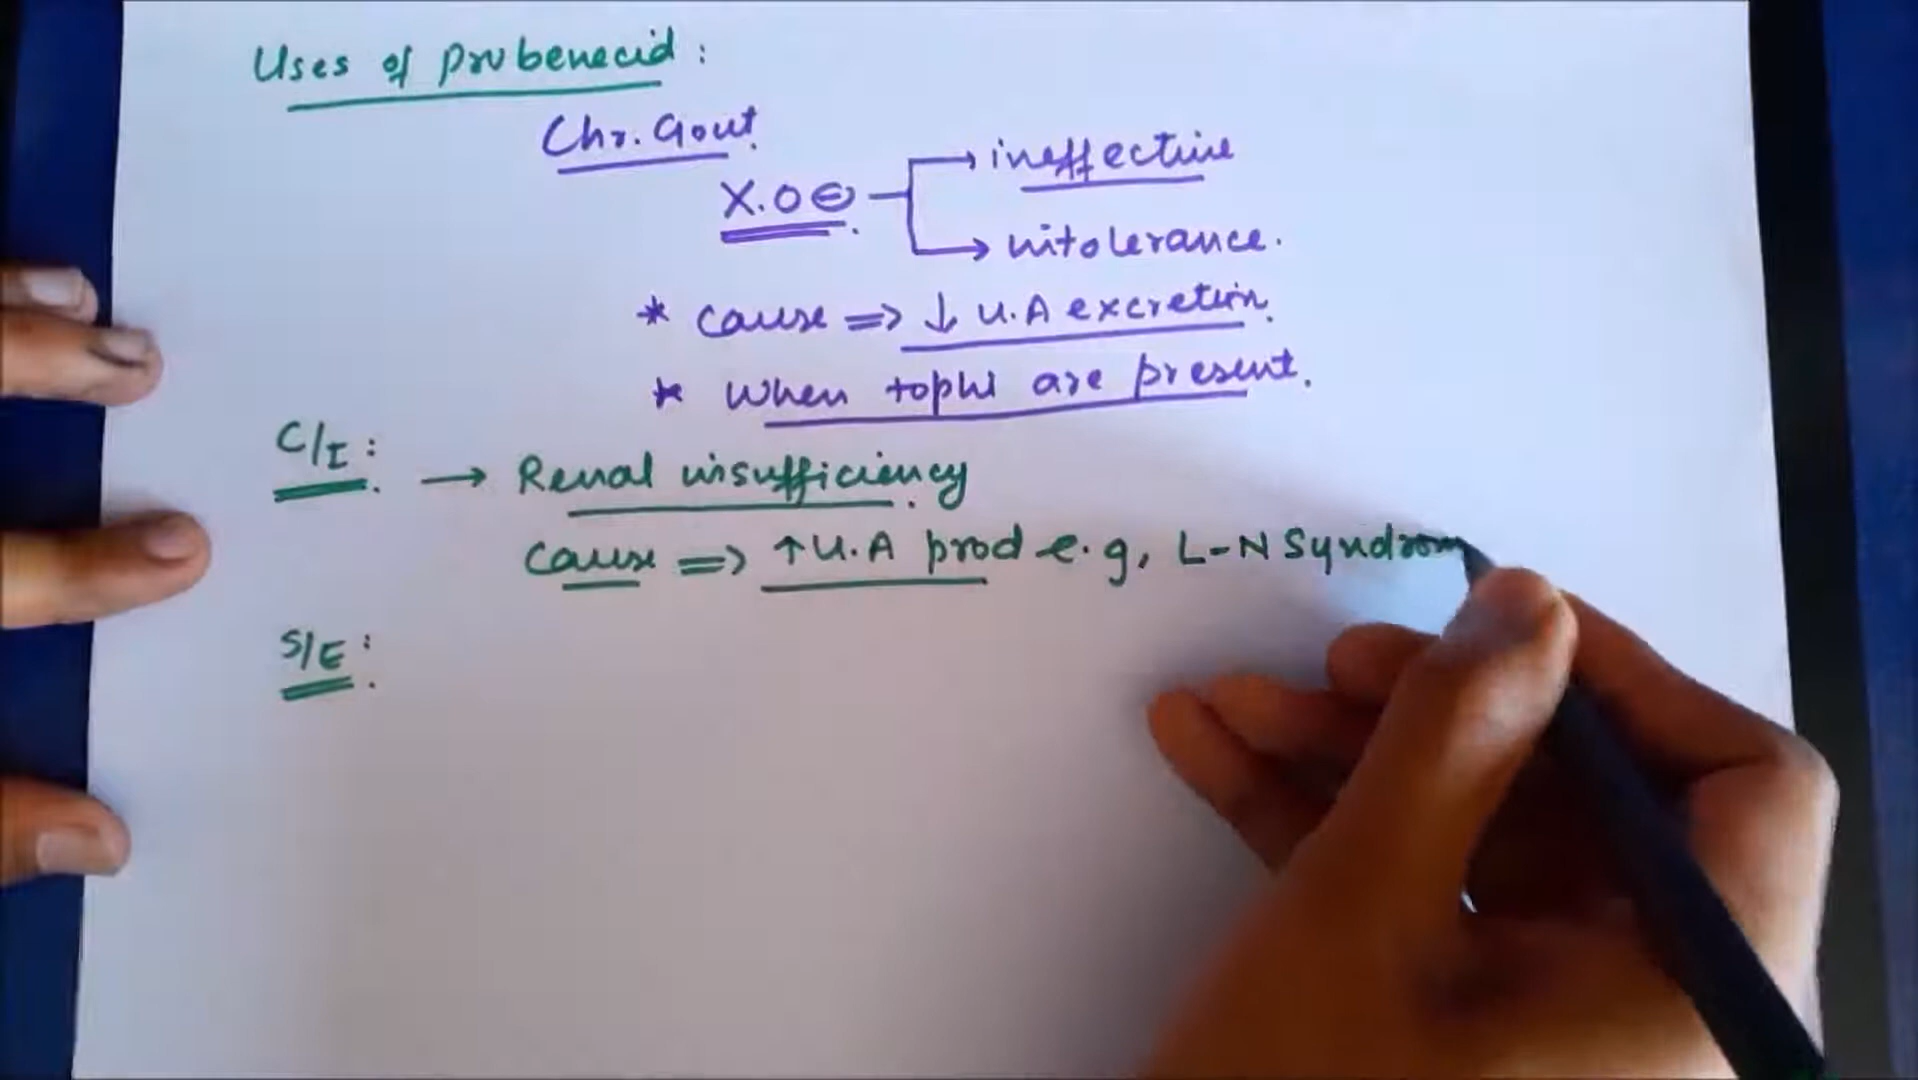 Uses of probenecid :
Chr. Gout.
X.O⊖. → ineffective
→ intolerance.
* cause => ↓ U.A excretion.
* When tophi are present.
C/I : → Renal insufficiency.
cause => ↑ U.A prod e.g, L-N Syndrom
S/E :